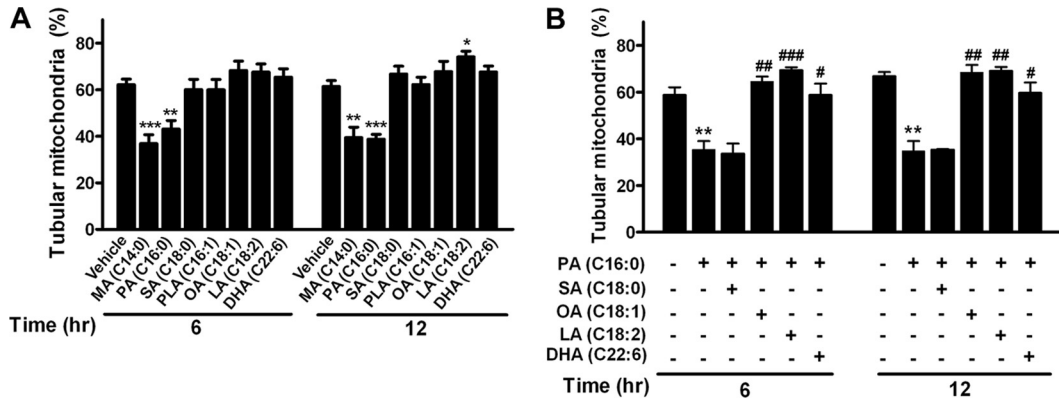 A
Tubular mitochondria (%)
80
60
40
20
0
*** ** ** *** *
Vehicle
MA (C14:0)
PA (C16:0)
SA (C18:0)
PLA (C16:1)
OA (C18:1)
LA (C18:2)
DHA (C22:6)
Vehicle
MA (C14:0)
PA (C16:0)
SA (C18:0)
PLA (C16:1)
OA (C18:1)
LA (C18:2)
DHA (C22:6)
Time (hr) 6 12
B
Tubular mitochondria (%)
80
60
40
20
0
** ## ### # ** ## ## #
PA (C16:0) - + + + + + - + + + + +
SA (C18:0) - - + - - - - - + - - -
OA (C18:1) - - - + - - - - - + - -
LA (C18:2) - - - - + - - - - - + -
DHA (C22:6) - - - - - + - - - - - +
Time (hr) 6 12